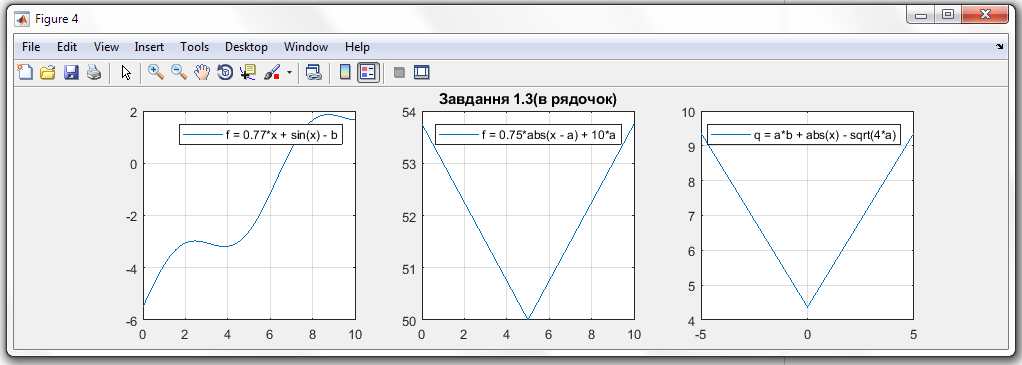 Figure 4
File Edit View Insert Tools Desktop Window Help
Завдання 1.3(в рядочок)
f = 0.77*x + sin(x) - b
2
0
-2
-4
-6
0 2 4 6 8 10
f = 0.75*abs(x - a) + 10*a
54
53
52
51
50
0 2 4 6 8 10
q = a*b + abs(x) - sqrt(4*a)
10
9
8
7
6
5
4
-5 0 5